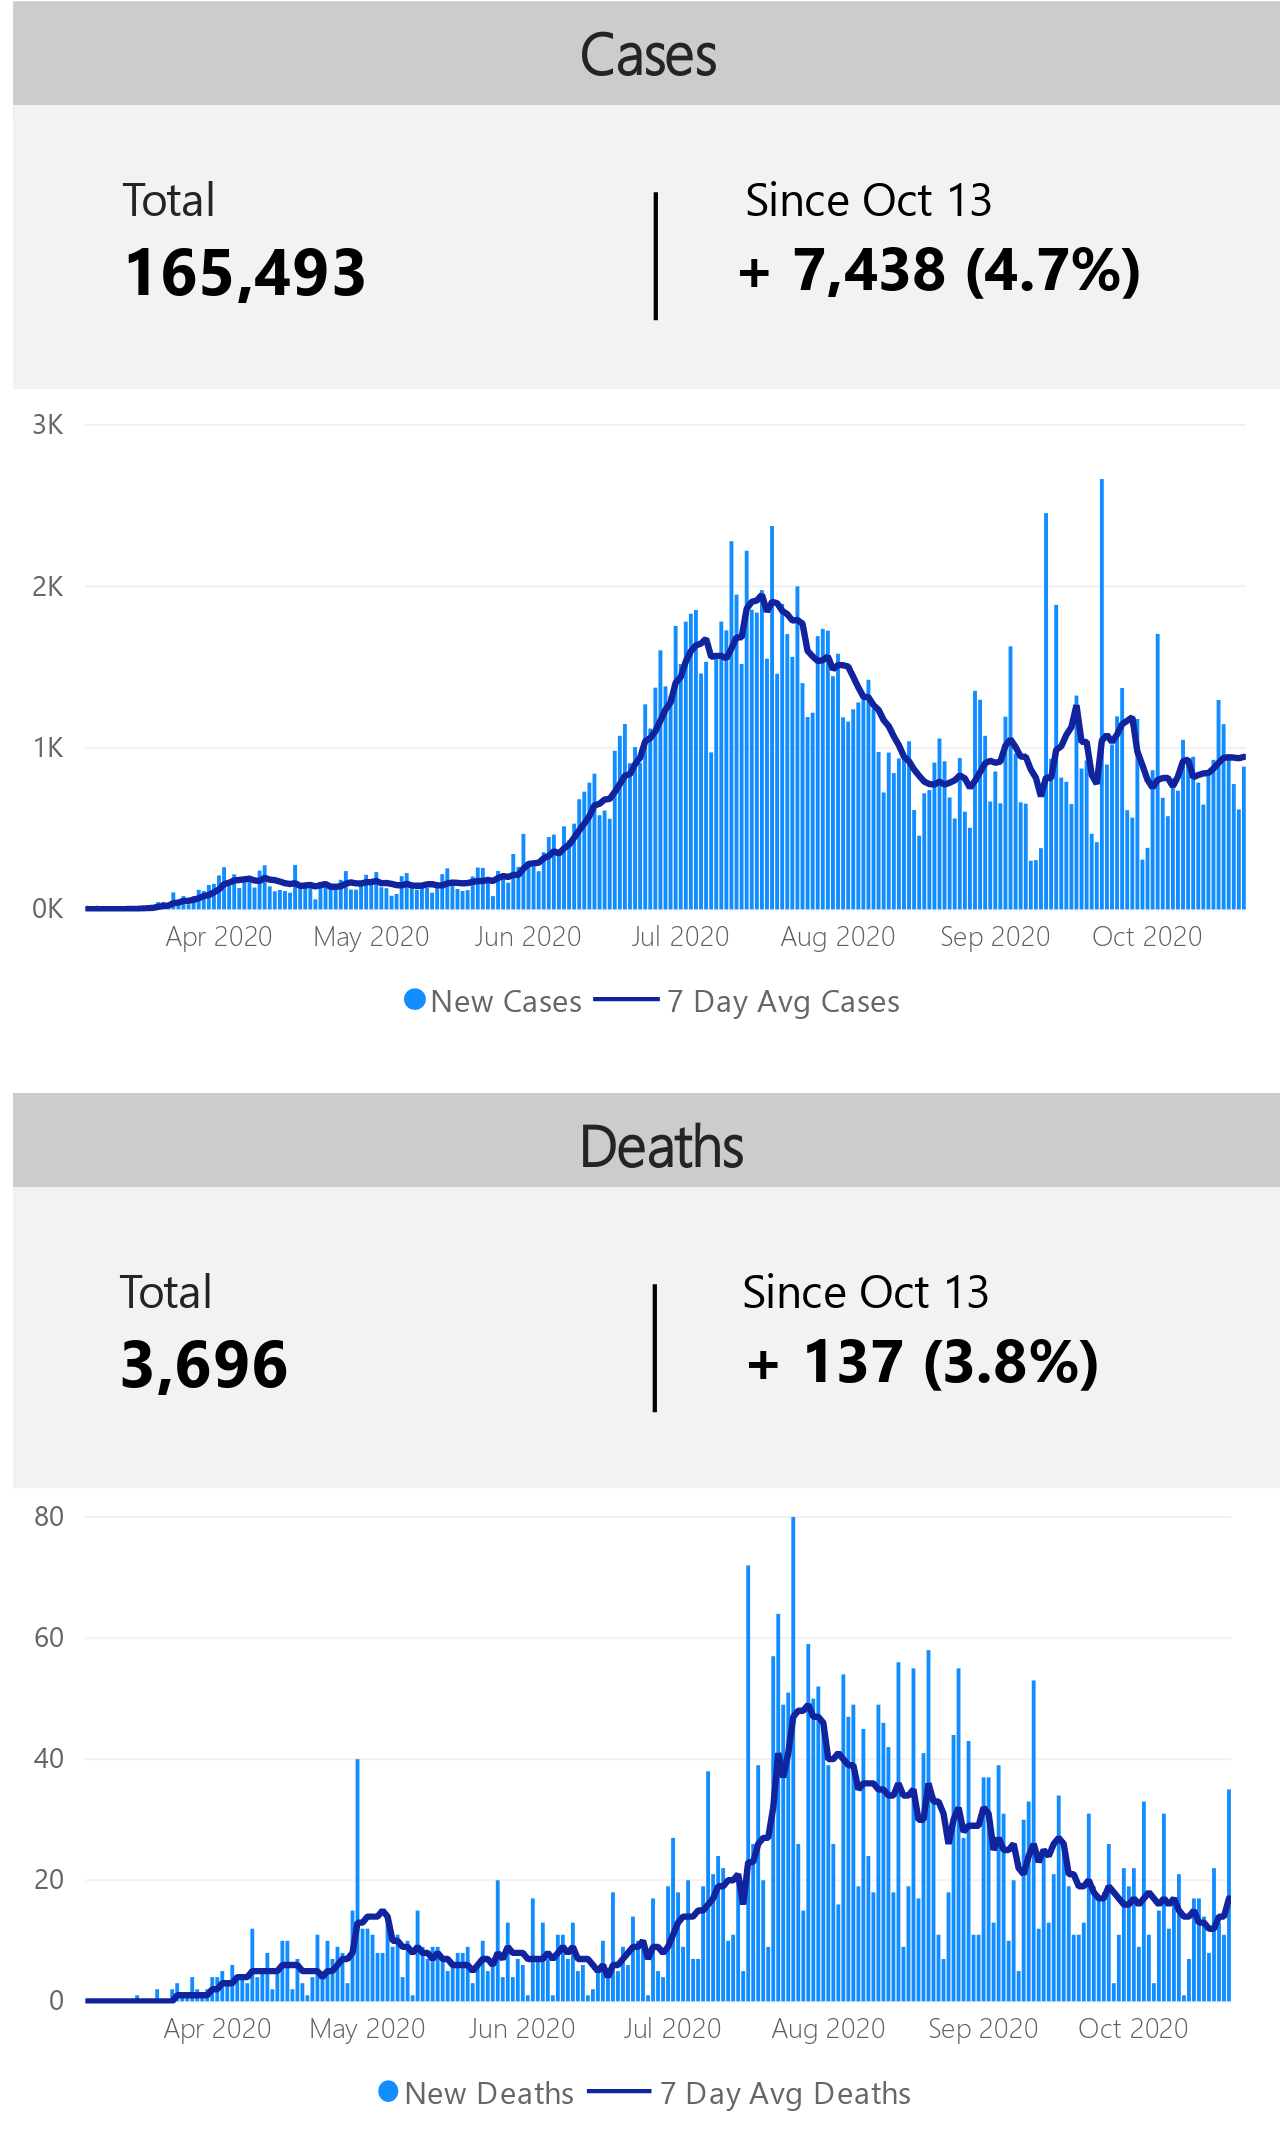 Cases
Total
Since Oct 13
165,493
+ 7,438 (4.7%)
3K
2K
1K
0K
Apr 2020 May 2020 Jun 2020 Jul 2020 Aug 2020 Sep 2020 Oct 2020
New Cases 7 Day Avg Cases
Deaths
Total
Since Oct 13
3,696
+ 137 (3.8%)
80
60
40
20
0
Apr 2020 May 2020 Jun 2020 Jul 2020 Aug 2020 Sep 2020 Oct 2020
New Deaths 7 Day Avg Deaths